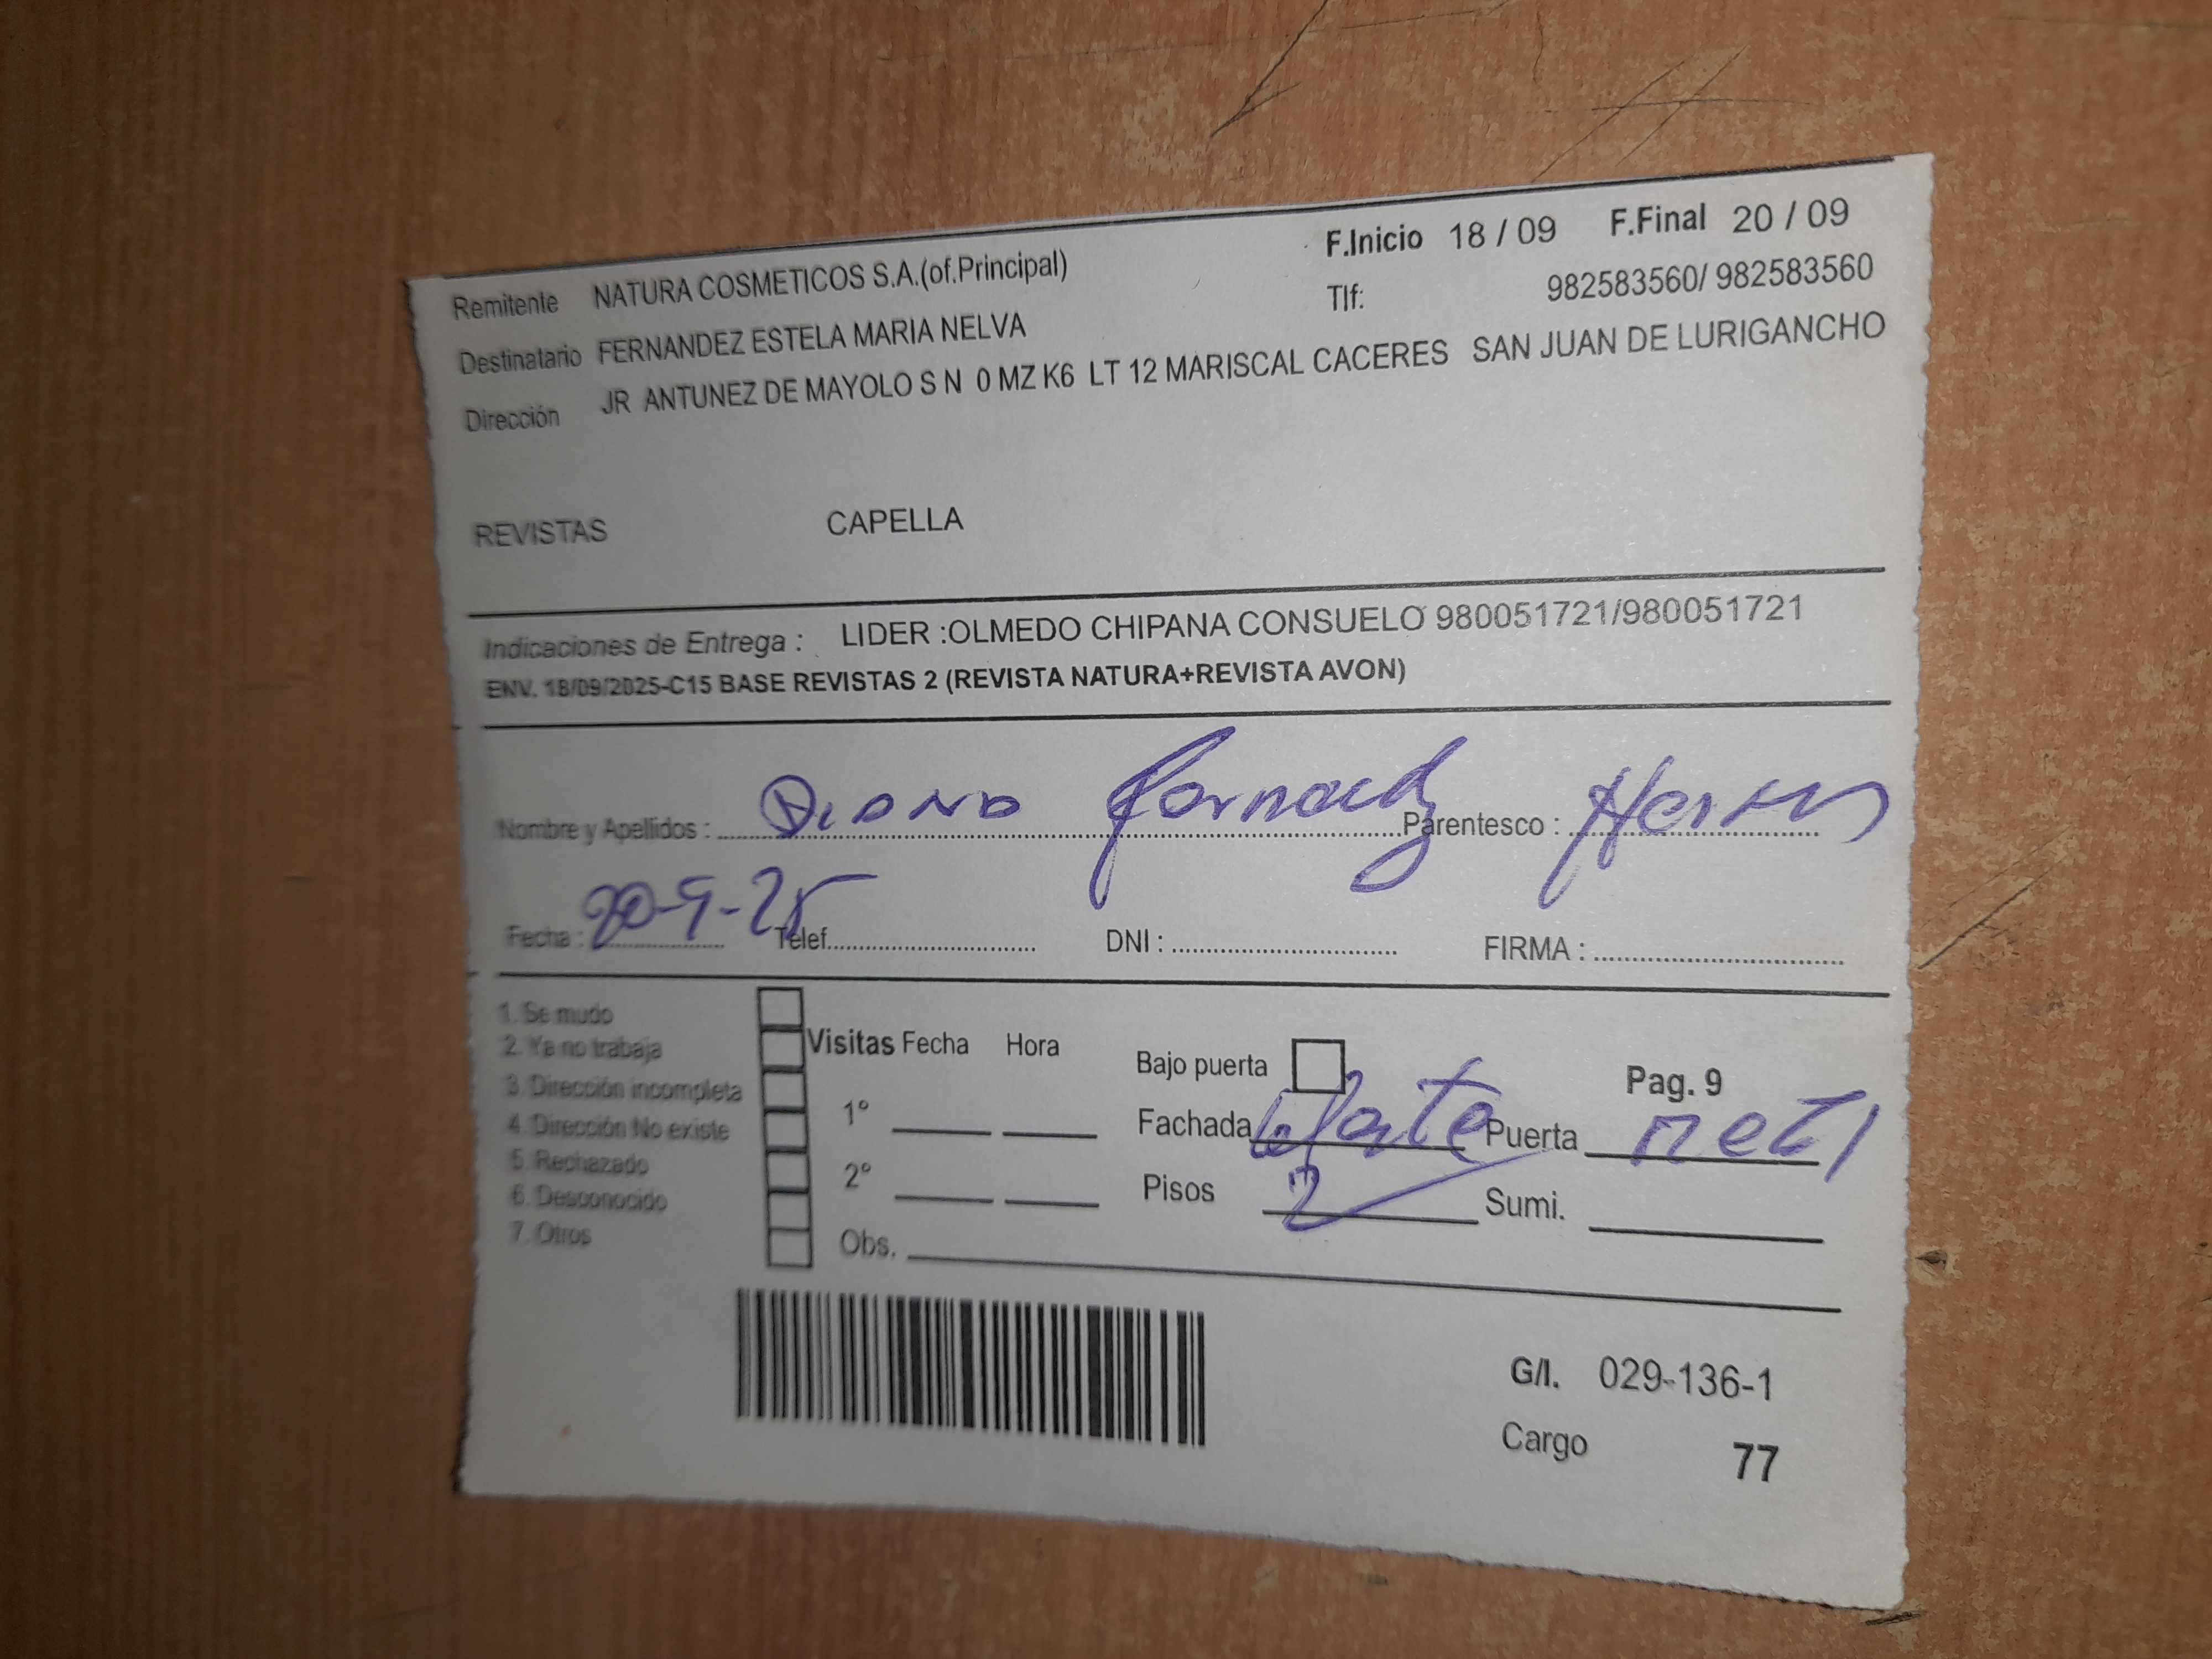 F.Inicio 18 / 09 F.Final 20 / 09
Remitente NATURA COSMETICOS S.A.(of.Principal)
Tlf: 982583560/ 982583560
Destinatario FERNANDEZ ESTELA MARIA NELVA
Dirección JR ANTUNEZ DE MAYOLO S N 0 MZ K6 LT 12 MARISCAL CACERES SAN JUAN DE LURIGANCHO
REVISTAS CAPELLA
Indicaciones de Entrega : LIDER :OLMEDO CHIPANA CONSUELO 980051721/980051721
ENV. 18/09/2025-C15 BASE REVISTAS 2 (REVISTA NATURA+REVISTA AVON)
Nombre y Apellidos : Diana Parentesco :
Fecha : 20-9-25 Telef. DNI : FIRMA :
1. Se mudo
2. Ya no trabaja
3. Dirección incompleta
4. Dirección No existe
5. Rechazado
6. Desconocido
7. Otros
Visitas Fecha Hora
1°
2°
Obs.
Bajo puerta
Pag. 9
Fachada Puerta
Pisos 2 Sumi.
G/I. 029-136-1
Cargo 77